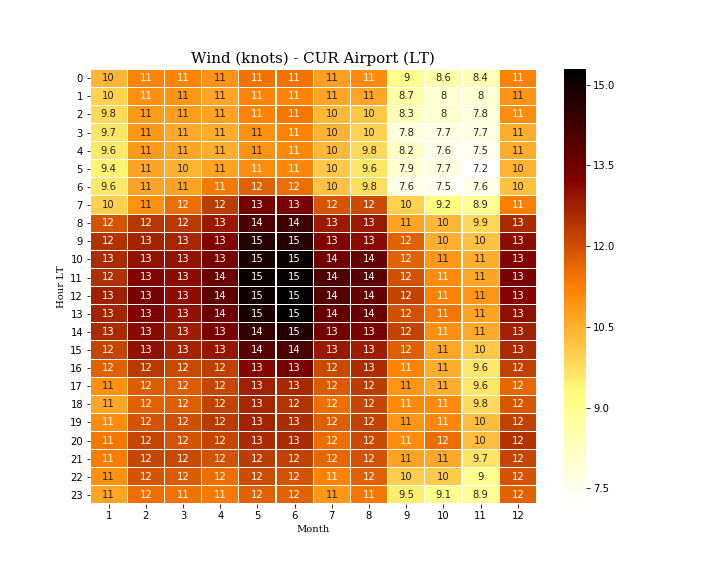 Wind (knots) - CUR Airport (LT)
0 10 11 11 11 11 11 11 11 9 8.6 8.4 11
1 10 11 11 11 11 11 11 11 8.7 8 8 11
2 9.8 11 11 11 11 11 10 10 8.3 8 7.8 11
3 9.7 11 11 11 11 11 10 10 7.8 7.7 7.7 11
4 9.6 11 11 11 11 11 10 9.8 8.2 7.6 7.5 11
5 9.4 11 10 11 11 11 10 9.6 7.9 7.7 7.2 10
6 9.6 11 11 11 12 12 10 9.8 7.6 7.5 7.6 10
7 10 11 12 12 13 13 12 12 10 9.2 8.9 11
8 12 12 12 13 14 14 13 13 11 10 9.9 13
9 12 13 13 13 15 15 13 13 12 10 10 13
10 13 13 13 13 15 15 14 14 12 11 11 13
11 12 13 13 14 15 15 14 14 12 11 11 13
12 13 13 13 14 15 15 14 14 12 11 11 13
13 13 13 13 14 15 15 14 14 12 11 11 13
14 13 13 13 13 14 15 13 13 12 11 11 13
15 12 13 13 13 14 14 13 13 12 11 10 13
16 12 12 12 12 13 13 12 13 11 11 9.6 12
17 11 12 12 12 13 13 12 12 11 11 9.6 12
18 11 12 12 12 13 12 12 12 11 11 9.8 12
19 11 12 12 12 13 13 12 12 11 11 10 12
20 11 12 12 12 13 13 12 12 11 12 10 12
21 11 12 12 12 12 12 12 12 11 11 9.7 12
22 11 12 12 12 12 12 11 12 10 10 9 12
23 11 12 11 11 12 12 11 11 9.5 9.1 8.9 12
1 2 3 4 5 6 7 8 9 10 11 12
Month
Hour LT
15.0
13.5
12.0
10.5
9.0
7.5